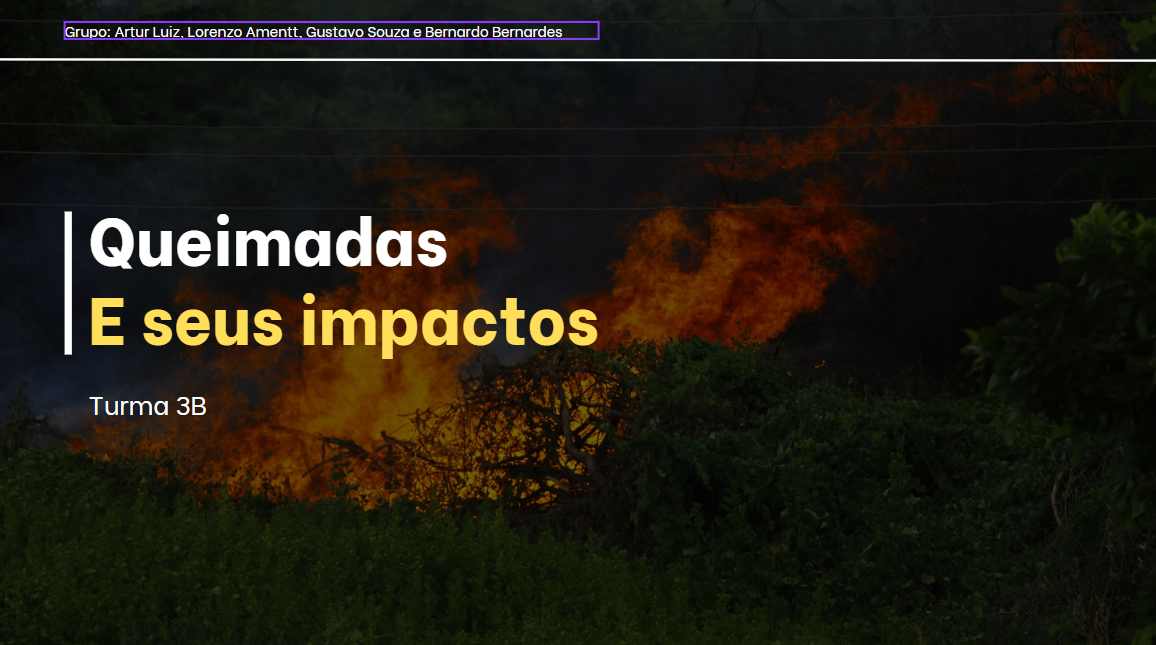 Grupo: Artur Luiz, Lorenzo Amentt, Gustavo Souza e Bernardo Bernardes
Queimadas
E seus impactos
Turma 3B